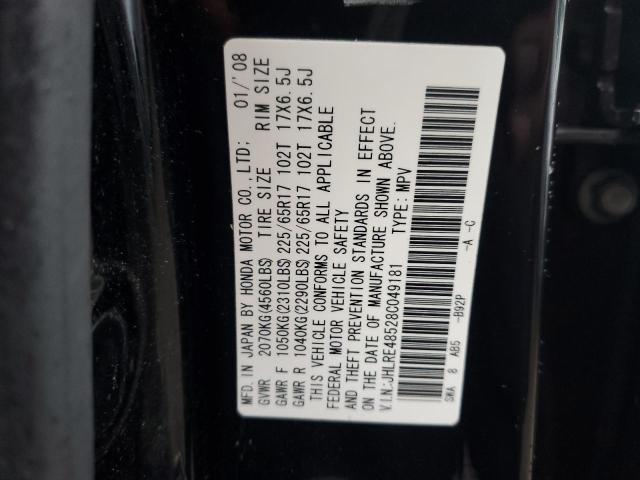 MFD. IN JAPAN BY HONDA MOTOR CO., LTD; 01/'08
GVWR 2070KG(4560LBS) TIRE SIZE RIM SIZE
GAWR F 1050KG(2310LBS) 225/65R17 102T 17X6.5J
GAWR R 1040KG(2290LBS) 225/65R17 102T 17X6.5J
THIS VEHICLE CONFORMS TO ALL APPLICABLE
FEDERAL MOTOR VEHICLE SAFETY
AND THEFT PREVENTION STANDARDS IN EFFECT
ON THE DATE OF MANUFACTURE SHOWN ABOVE.
V.I.N:JHLRE48528C049181 TYPE: MPV
SWA 8 AB5 -B92P -A -C